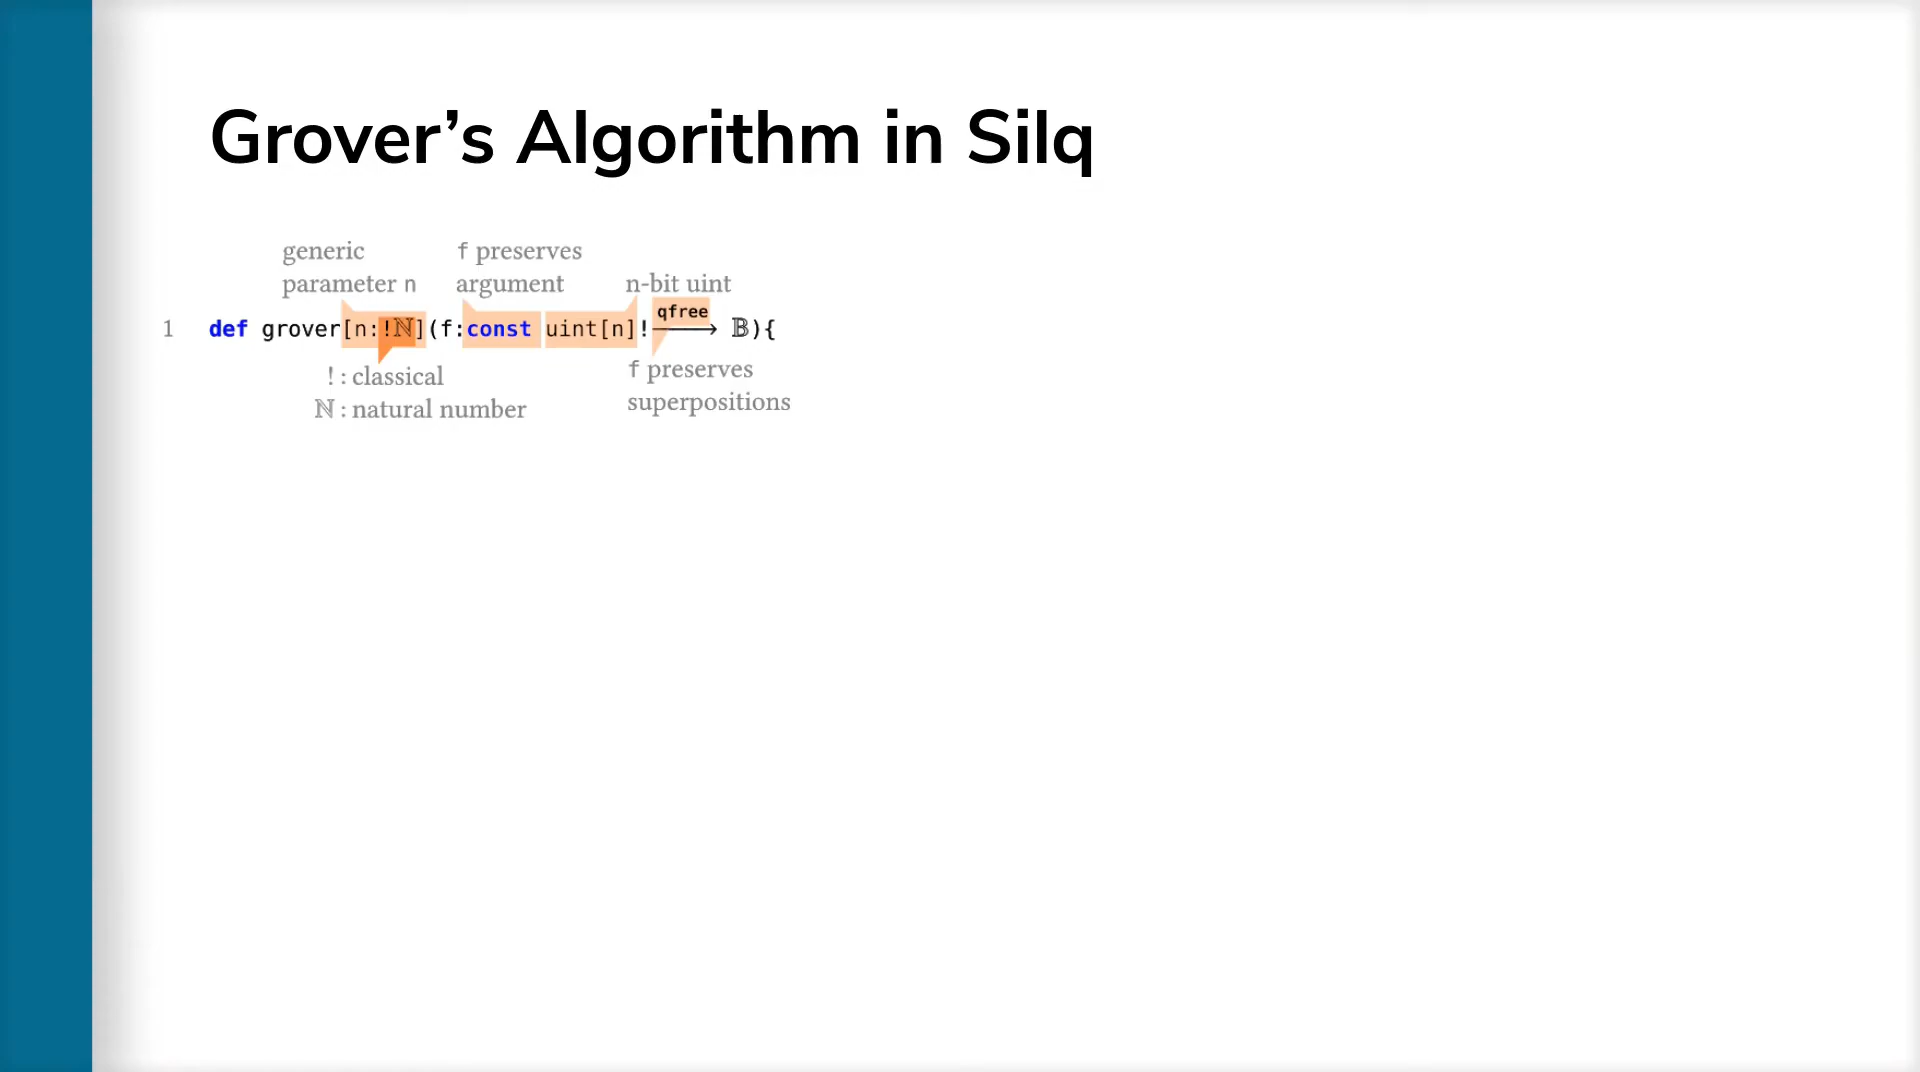 Grover’s Algorithm in Silq
generic
parameter n
f preserves
argument
n-bit uint
qfree
1 def grover[n:!ℕ](f:const uint[n]!⟶ 𝔹){
! : classical
ℕ : natural number
f preserves
superpositions